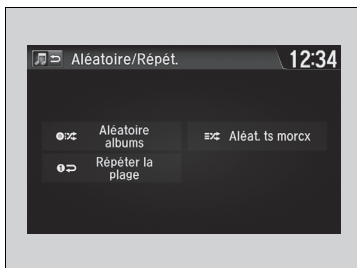 Aléatoire/Répét.
12:34
Aléatoire
albums
Aléat. ts morcx
Répéter la
plage